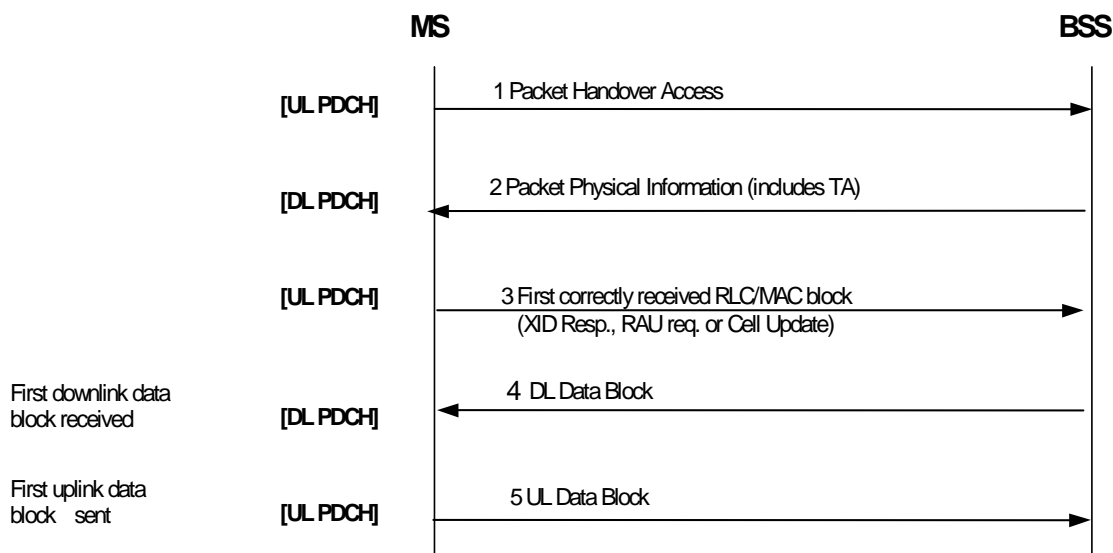 MS BSS
[UL PDCH] 1 Packet Handover Access
[DL PDCH] 2 Packet Physical Information (includes TA)
[UL PDCH] 3 First correctly received RLC/MAC block
(XID Resp., RAU req. or Cell Update)
First downlink data
block received
[DL PDCH] 4 DL Data Block
First uplink data
block sent
[UL PDCH] 5 UL Data Block